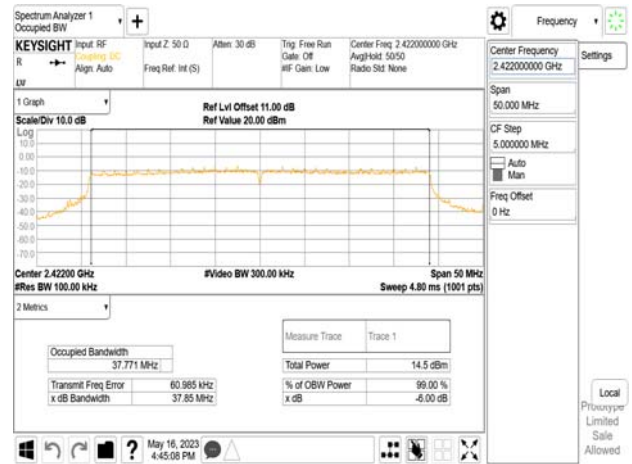 Spectrum Analyzer 1
Occupied BW
Frequency
KEYSIGHT
R
Input: RF
Coupling: DC
Align: Auto
Input Z: 50 Ω
Freq Ref: Int (S)
Atten: 30 dB
Trig: Free Run
Gate: Off
#IF Gain: Low
Center Freq: 2.422000000 GHz
Avg|Hold: 50/50
Radio Std: None
Center Frequency
2.422000000 GHz
Settings
Span
50.000 MHz
CF Step
5.000000 MHz
Auto
Man
Freq Offset
0 Hz
1 Graph
Scale/Div 10.0 dB
Ref Lvl Offset 11.00 dB
Ref Value 20.00 dBm
Log
10.0
0.00
-10.0
-20.0
-30.0
-40.0
-50.0
-60.0
-70.0
Center 2.42200 GHz
#Video BW 300.00 kHz
Span 50 MHz
#Res BW 100.00 kHz
Sweep 4.80 ms (1001 pts)
2 Metrics
Measure Trace
Trace 1
Occupied Bandwidth
37.771 MHz
Total Power
14.5 dBm
Transmit Freq Error
60.985 kHz
% of OBW Power
99.00 %
x dB Bandwidth
37.85 MHz
x dB
-6.00 dB
Local
Prototype
Limited
Sale
Allowed
May 16, 2023
4:45:08 PM